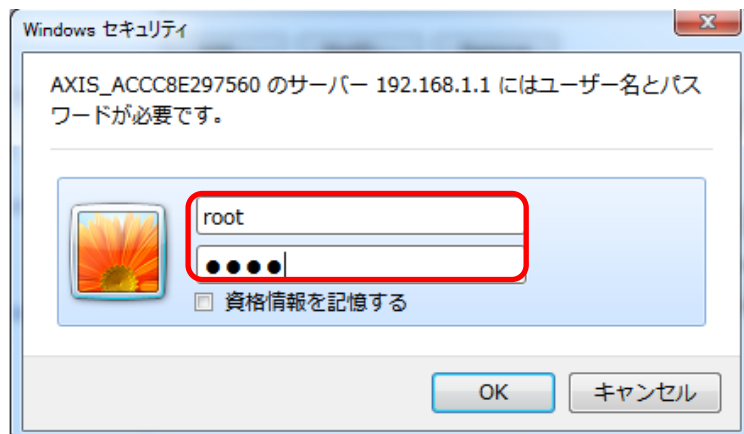 Windows セキュリティ
AXIS_ACCC8E297560 のサーバー 192.168.1.1 にはユーザー名とパス
ワードが必要です。
root
●●●●
資格情報を記憶する
OK キャンセル